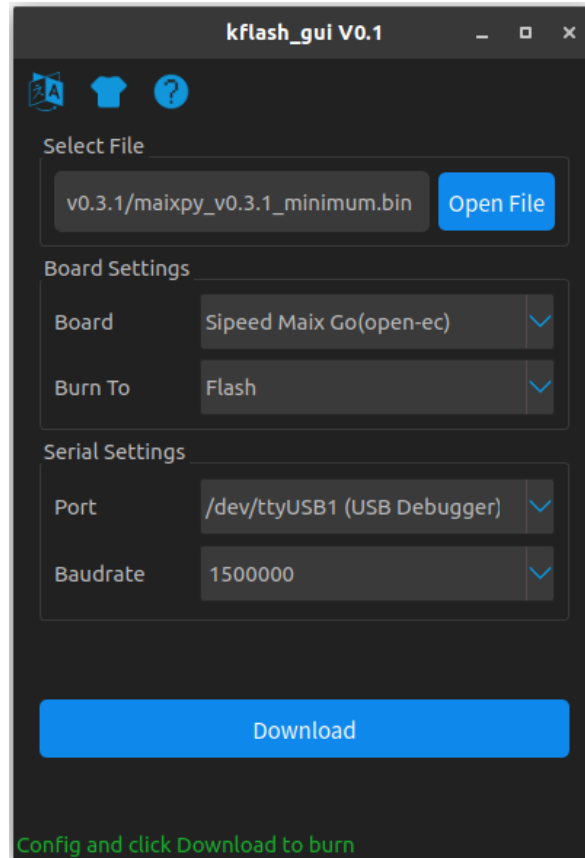 kflash_gui V0.1
Select File
v0.3.1/maixpy_v0.3.1_minimum.bin Open File
Board Settings
Board Sipeed Maix Go(open-ec)
Burn To Flash
Serial Settings
Port /dev/ttyUSB1 (USB Debugger)
Baudrate 1500000
Download
Config and click Download to burn